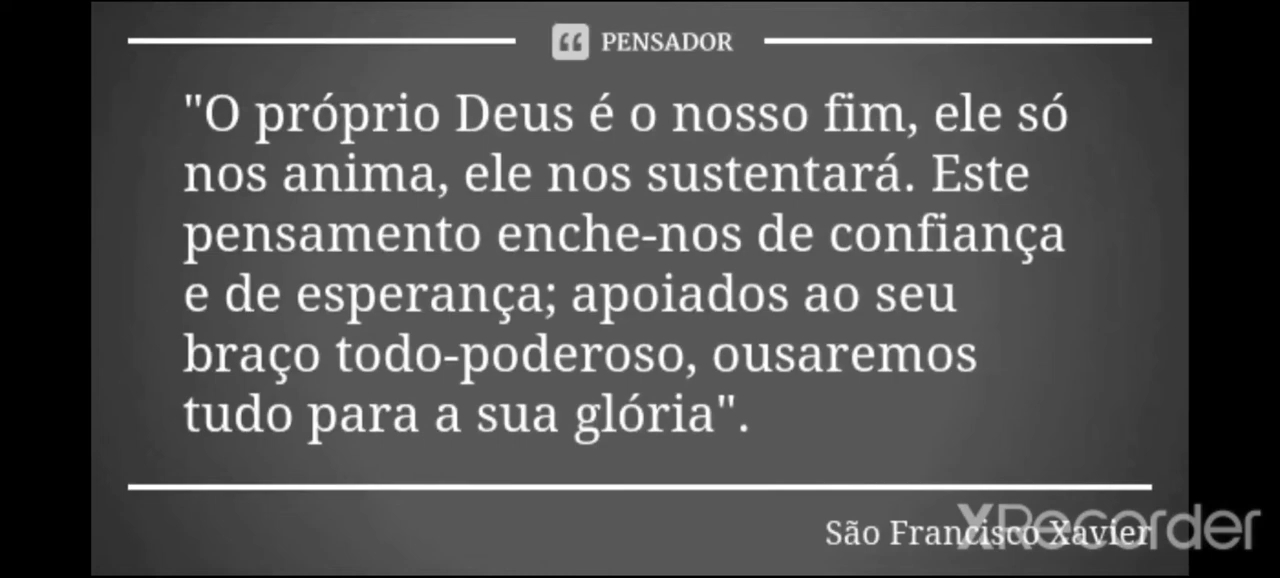 PENSADOR
"O próprio Deus é o nosso fim, ele só
nos anima, ele nos sustentará. Este
pensamento enche-nos de confiança
e de esperança; apoiados ao seu
braço todo-poderoso, ousaremos
tudo para a sua glória".
São Francisco Xavier
XRecorder